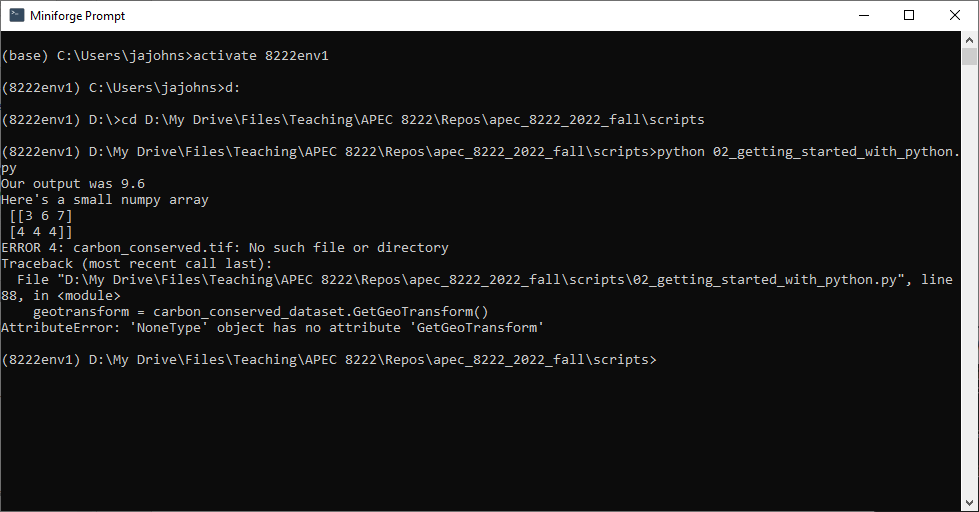 Miniforge Prompt
(base) C:\Users\jajohns>activate 8222env1
(8222env1) C:\Users\jajohns>d:
(8222env1) D:\>cd D:\My Drive\Files\Teaching\APEC 8222\Repos\apec_8222_2022_fall\scripts
(8222env1) D:\My Drive\Files\Teaching\APEC 8222\Repos\apec_8222_2022_fall\scripts>python 02_getting_started_with_python.
py
Our output was 9.6
Here's a small numpy array
 [[3 6 7]
 [4 4 4]]
ERROR 4: carbon_conserved.tif: No such file or directory
Traceback (most recent call last):
  File "D:\My Drive\Files\Teaching\APEC 8222\Repos\apec_8222_2022_fall\scripts\02_getting_started_with_python.py", line
88, in <module>
    geotransform = carbon_conserved_dataset.GetGeoTransform()
AttributeError: 'NoneType' object has no attribute 'GetGeoTransform'
(8222env1) D:\My Drive\Files\Teaching\APEC 8222\Repos\apec_8222_2022_fall\scripts>